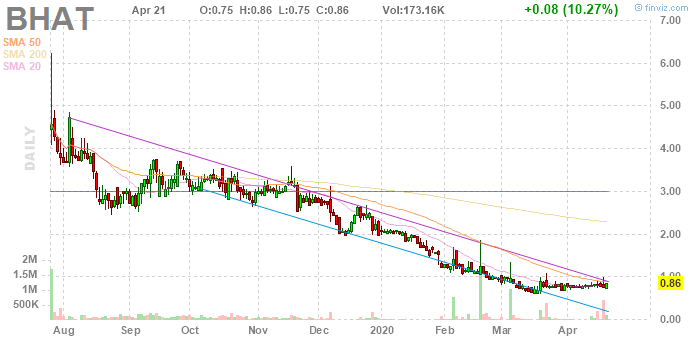 BHAT
Apr 21 O:0.75 H:0.86 L:0.75 C:0.86 Vol:173.16K +0.08 (10.27%)
© finviz.com
SMA 50
SMA 200
SMA 20
DAILY
7.00
6.00
5.00
4.00
3.00
2.00
1.00
0.86
0.00
2M
1.5M
1M
500K
Aug Sep Oct Nov Dec 2020 Feb Mar Apr